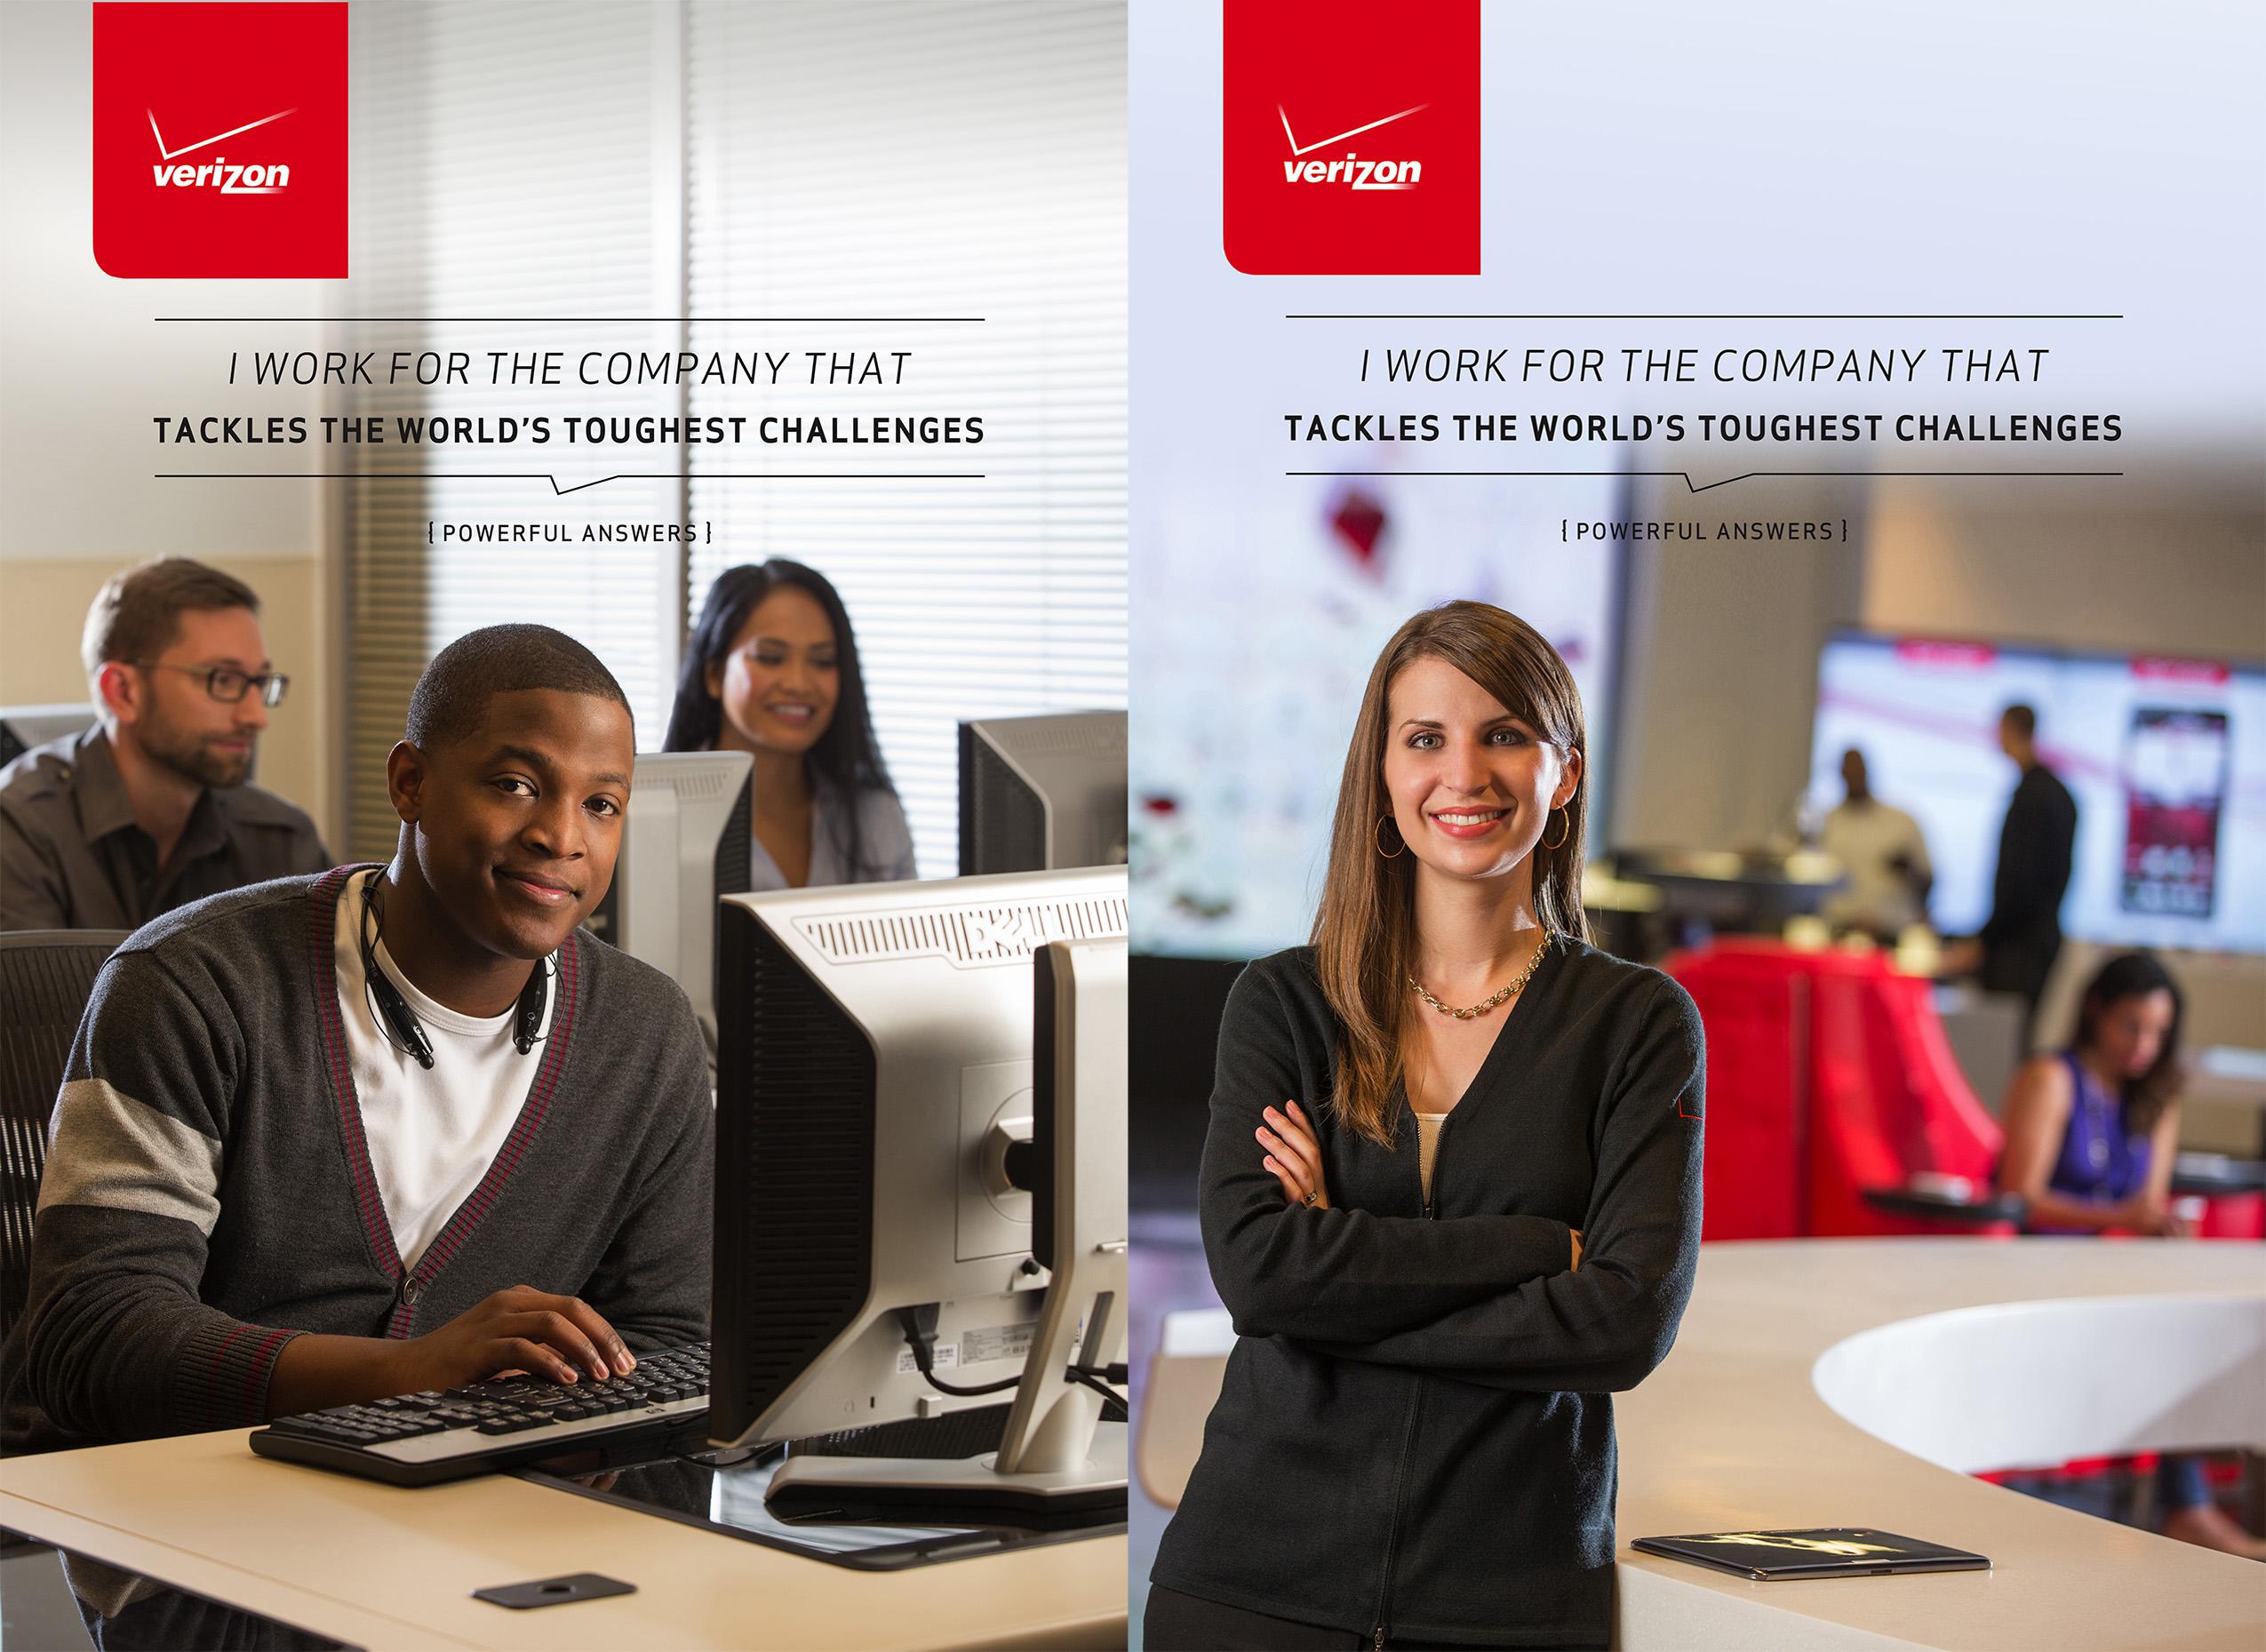 verizon
I WORK FOR THE COMPANY THAT
TACKLES THE WORLD'S TOUGHEST CHALLENGES
{ POWERFUL ANSWERS }
verizon
I WORK FOR THE COMPANY THAT
TACKLES THE WORLD'S TOUGHEST CHALLENGES
{ POWERFUL ANSWERS }